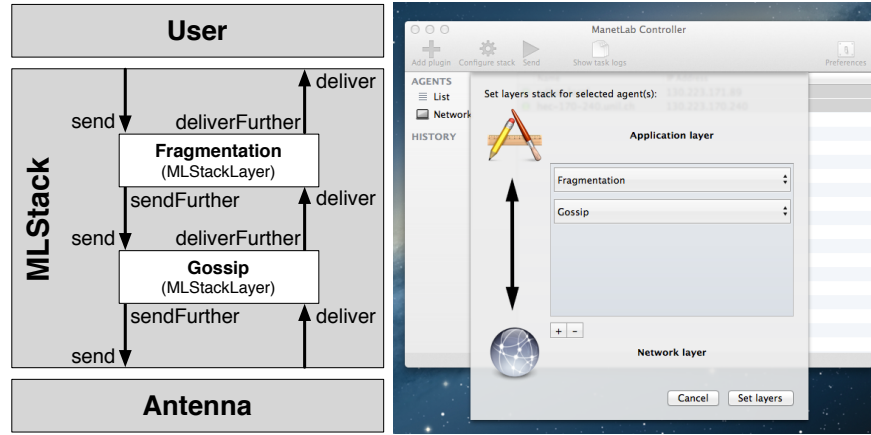 User
MLStack
deliver
send
deliverFurther
Fragmentation
(MLStackLayer)
sendFurther
deliver
send
deliverFurther
Gossip
(MLStackLayer)
sendFurther
deliver
send
Antenna
ManetLab Controller
Add plugin Configure stack Send Show task logs Preferences
AGENTS
List
Network
HISTORY
Set layers stack for selected agent(s):
Application layer
Fragmentation
Gossip
+ -
Network layer
Cancel Set layers